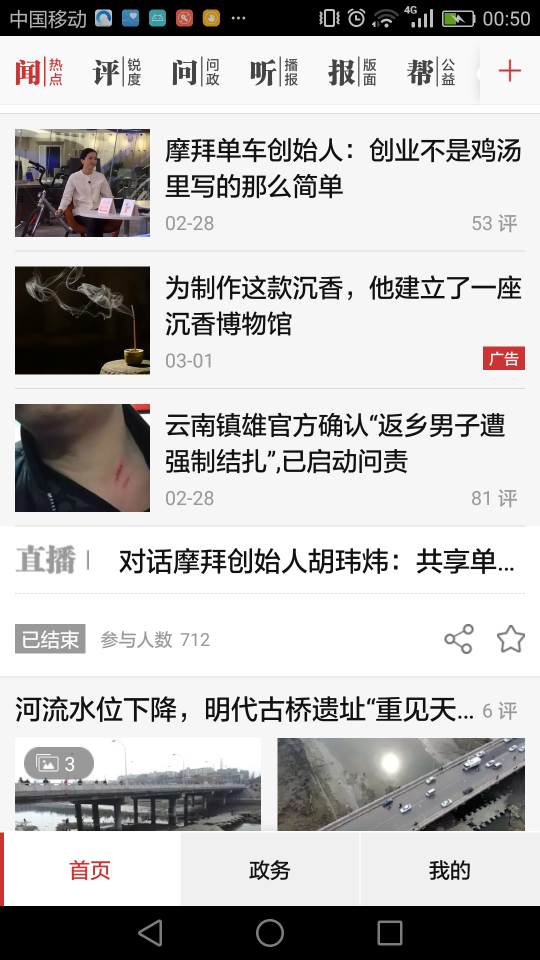 中国移动 ... 4G 00:50
闻 热点 评 锐度 问 问政 听 播报 报 版面 帮 公益
摩拜单车创始人：创业不是鸡汤
里写的那么简单
02-28 53 评
为制作这款沉香，他建立了一座
沉香博物馆
03-01 广告
云南镇雄官方确认“返乡男子遭
强制结扎”,已启动问责
02-28 81 评
直播 对话摩拜创始人胡玮炜：共享单...
已结束 参与人数 712
河流水位下降，明代古桥遗址“重见天... 6 评
3
首页 政务 我的